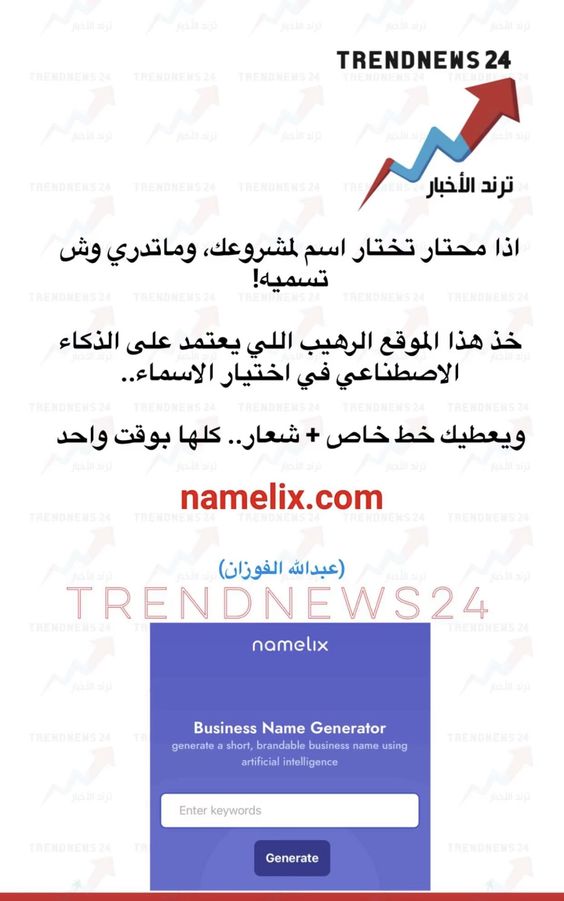 TRENDNEWS24
ترند الأخبار
اذا محتار تختار اسم لمشروعك، وماتدري وش
تسميه!
خذ هذا الموقع الرهيب اللي يعتمد على الذكاء
الاصطناعي في اختيار الاسماء..
ويعطيك خط خاص + شعار.. كلها بوقت واحد
namelix.com
(عبدالله الفوزان)
TRENDNEWS24
namelix
Business Name Generator
generate a short, brandable business name using
artificial intelligence
Enter keywords
Generate